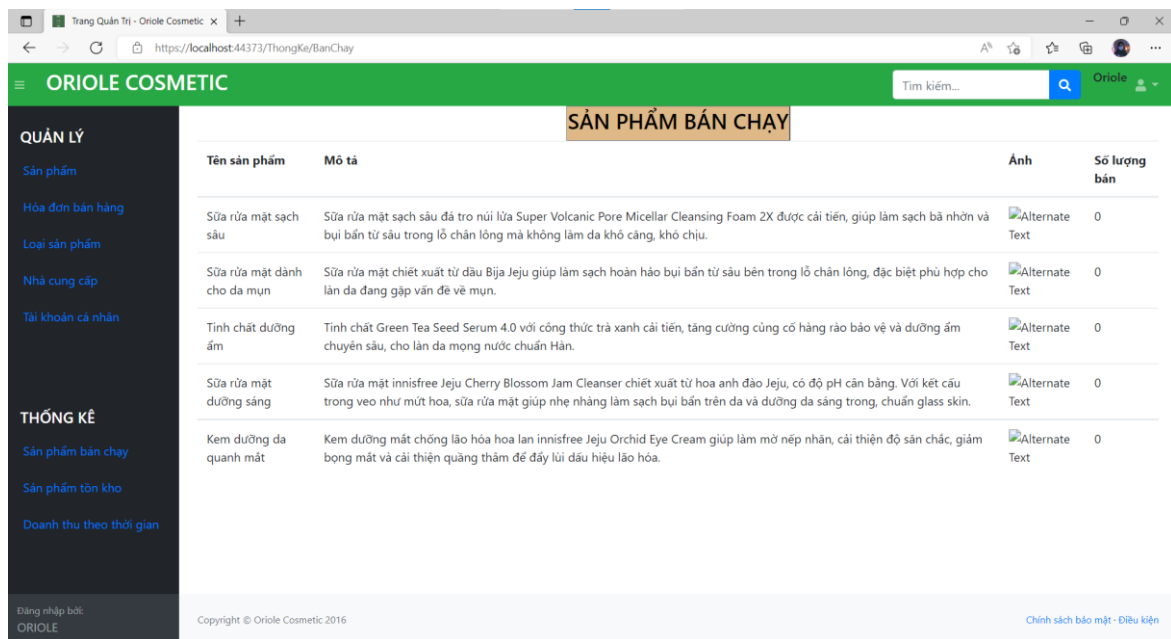 Trang Quản Trị - Oriole Cosmetic
https://localhost:44373/ThongKe/BanChay
ORIOLE COSMETIC
Tìm kiếm...
Oriole
QUẢN LÝ
Sản phẩm
Hóa đơn bán hàng
Loại sản phẩm
Nhà cung cấp
Tài khoản cá nhân
THỐNG KÊ
Sản phẩm bán chạy
Sản phẩm tồn kho
Doanh thu theo thời gian
Đăng nhập bởi:
ORIOLE
SẢN PHẨM BÁN CHẠY
Tên sản phẩm Mô tả Ảnh Số lượng
bán
Sữa rửa mặt sạch Sữa rửa mặt sạch sâu đá tro núi lửa Super Volcanic Pore Micellar Cleansing Foam 2X được cải tiến, giúp làm sạch bã nhờn và Alternate 0
sâu bụi bẩn từ sâu trong lỗ chân lông mà không làm da khô căng, khó chịu. Text
Sữa rửa mặt dành Sữa rửa mặt chiết xuất từ dầu Bija Jeju giúp làm sạch hoàn hảo bụi bẩn từ sâu bên trong lỗ chân lông, đặc biệt phù hợp cho Alternate 0
cho da mụn làn da đang gặp vấn đề về mụn. Text
Tinh chất dưỡng Tinh chất Green Tea Seed Serum 4.0 với công thức trà xanh cải tiến, tăng cường củng cố hàng rào bảo vệ và dưỡng ẩm Alternate 0
ẩm chuyên sâu, cho làn da mọng nước chuẩn Hàn. Text
Sữa rửa mặt Sữa rửa mặt innisfree Jeju Cherry Blossom Jam Cleanser chiết xuất từ hoa anh đào Jeju, có độ pH cân bằng. Với kết cấu Alternate 0
dưỡng sáng trong veo như mứt hoa, sữa rửa mặt giúp nhẹ nhàng làm sạch bụi bẩn trên da và dưỡng da sáng trong, chuẩn glass skin. Text
Kem dưỡng da Kem dưỡng mắt chống lão hóa hoa lan innisfree Jeju Orchid Eye Cream giúp làm mờ nếp nhăn, cải thiện độ săn chắc, giảm Alternate 0
quanh mắt bọng mắt và cải thiện quầng thâm để đẩy lùi dấu hiệu lão hóa. Text
Copyright © Oriole Cosmetic 2016
Chính sách bảo mật · Điều kiện